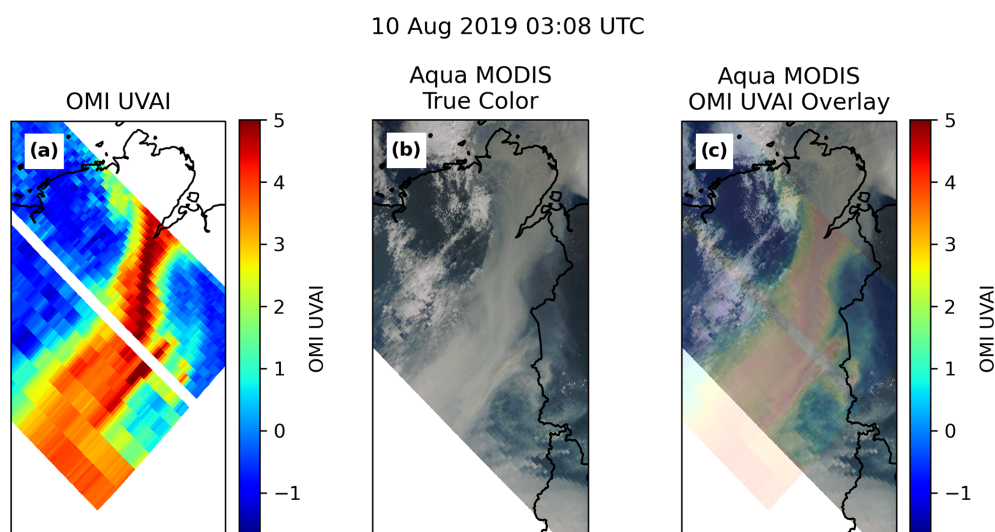 10 Aug 2019 03:08 UTC
OMI UVAI
Aqua MODIS
True Color
Aqua MODIS
OMI UVAI Overlay
(a)
(b)
(c)
5
4
3
2
1
0
−1
OMI UVAI
5
4
3
2
1
0
−1
OMI UVAI